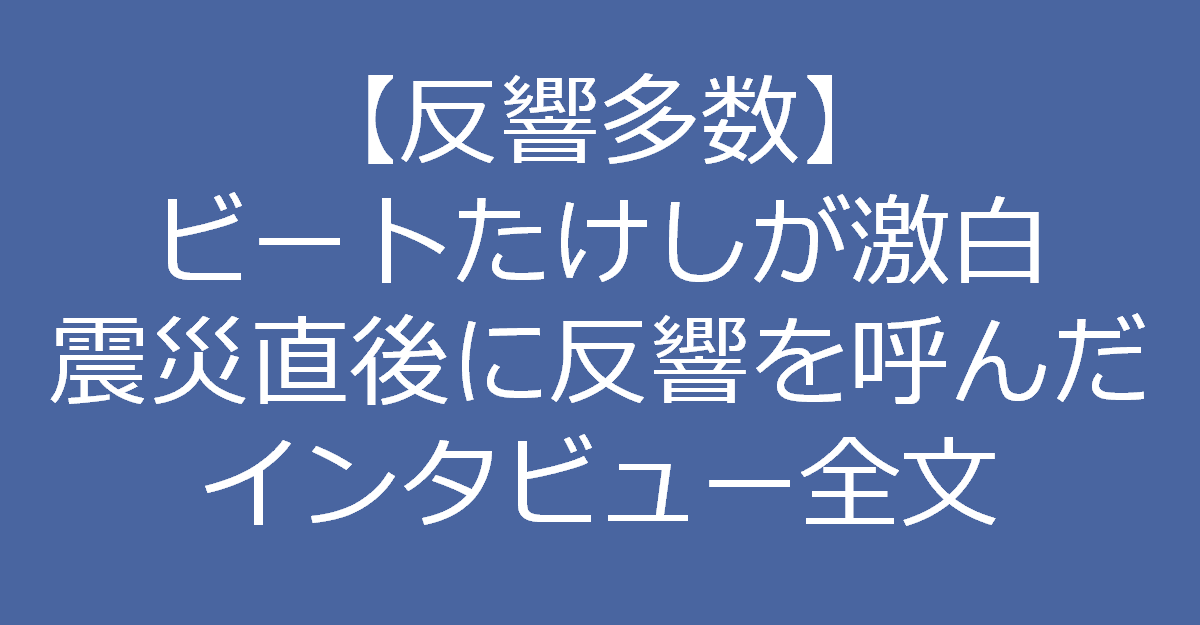 【反響多数】
ビートたけしが激白
震災直後に反響を呼んだ
インタビュー全文